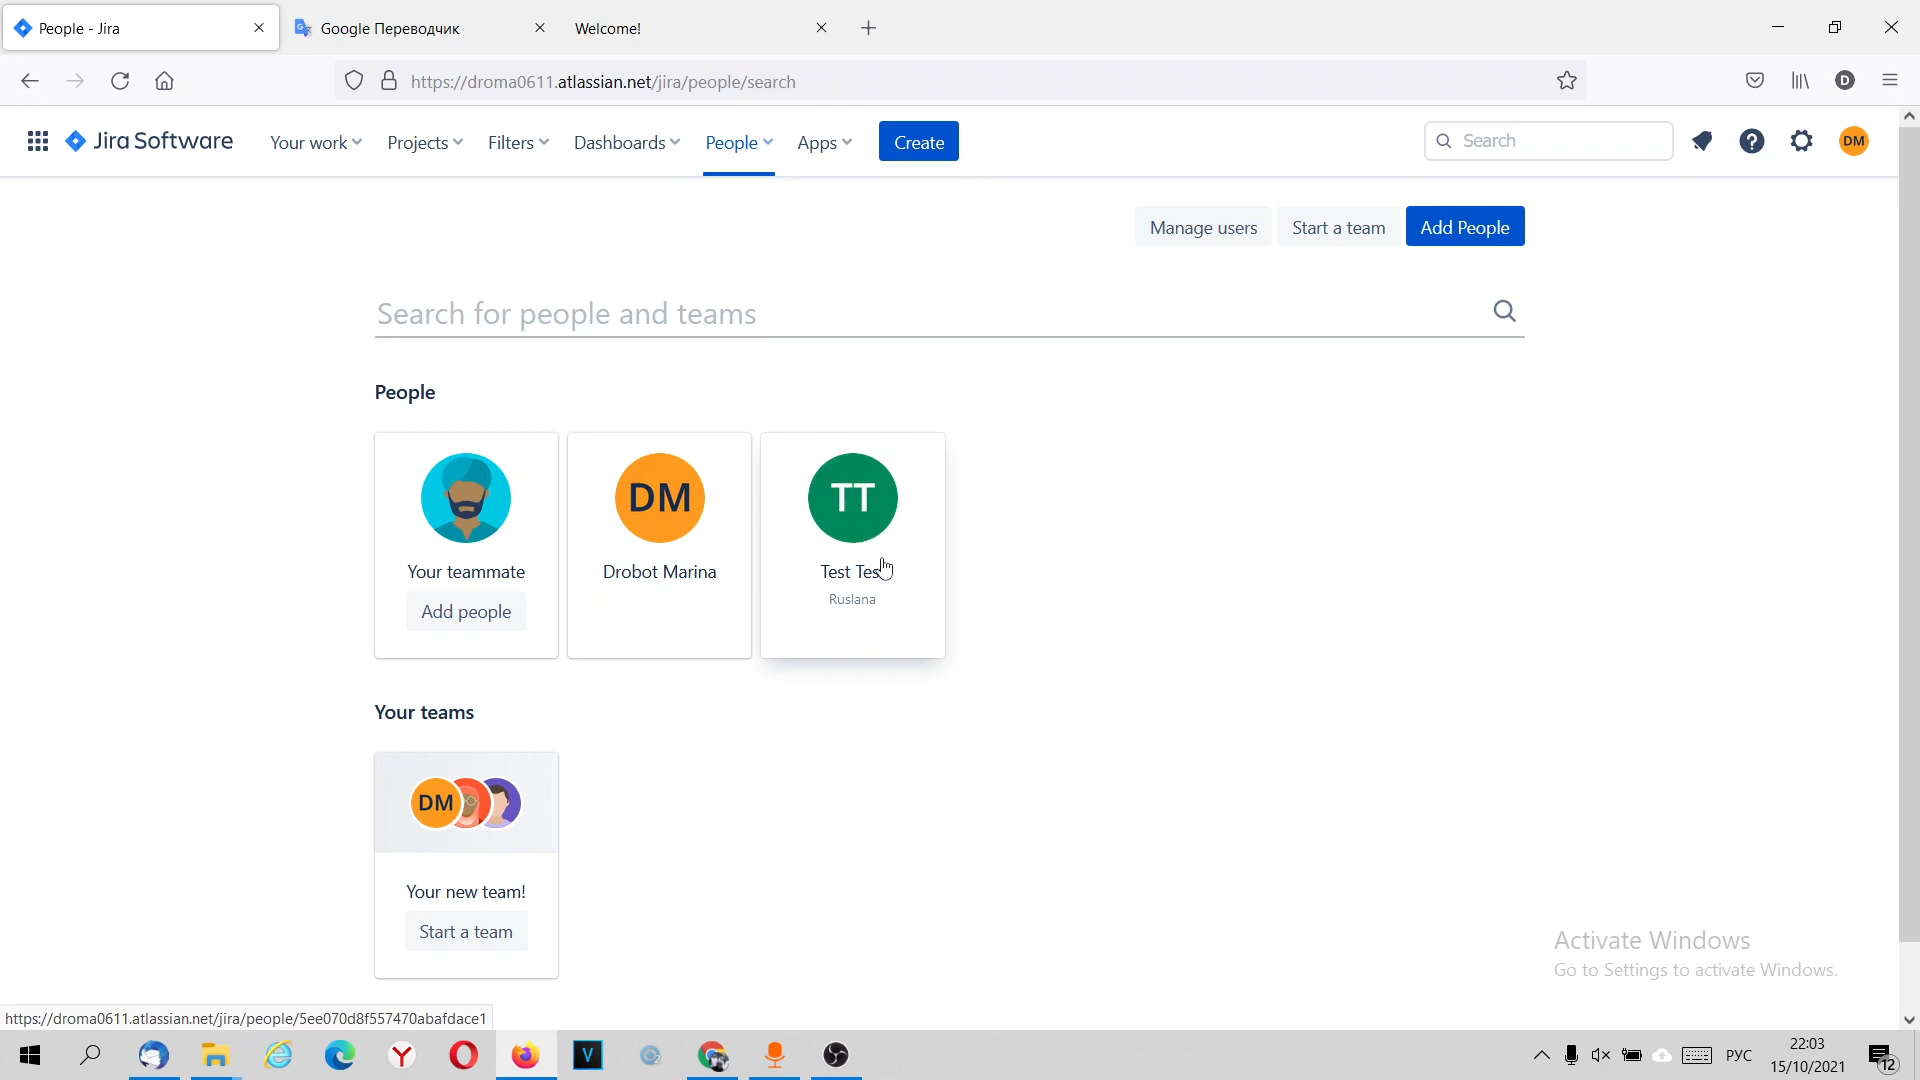 People - Jira
Google Переводчик
Welcome!
https://droma0611.atlassian.net/jira/people/search
D
Jira Software
Your work
Projects
Filters
Dashboards
People
Apps
Create
Search
DM
Manage users
Start a team
Add People
Search for people and teams
People
DM
TT
Your teammate
Drobot Marina
Test Tes
Ruslana
Add people
Your teams
DM
Your new team!
Start a team
Activate Windows
Go to Settings to activate Windows.
https://droma0611.atlassian.net/jira/people/5ee070d8f557470abafdace1
V
РУС
22:03
15/10/2021
12